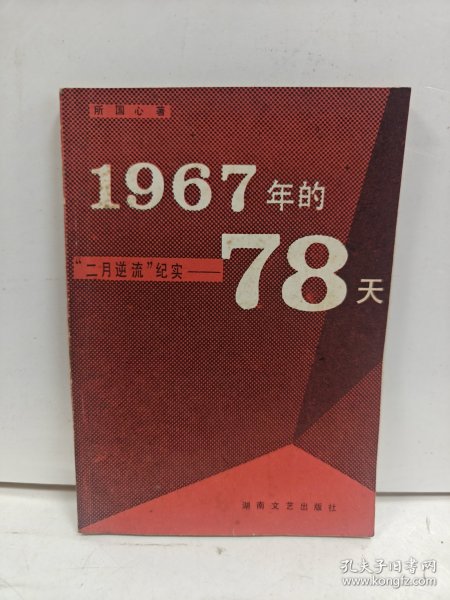 所国心著
1967年的
“二月逆流”纪实——
78天
湖南文艺出版社
孔夫子旧书网
www.kongfz.com